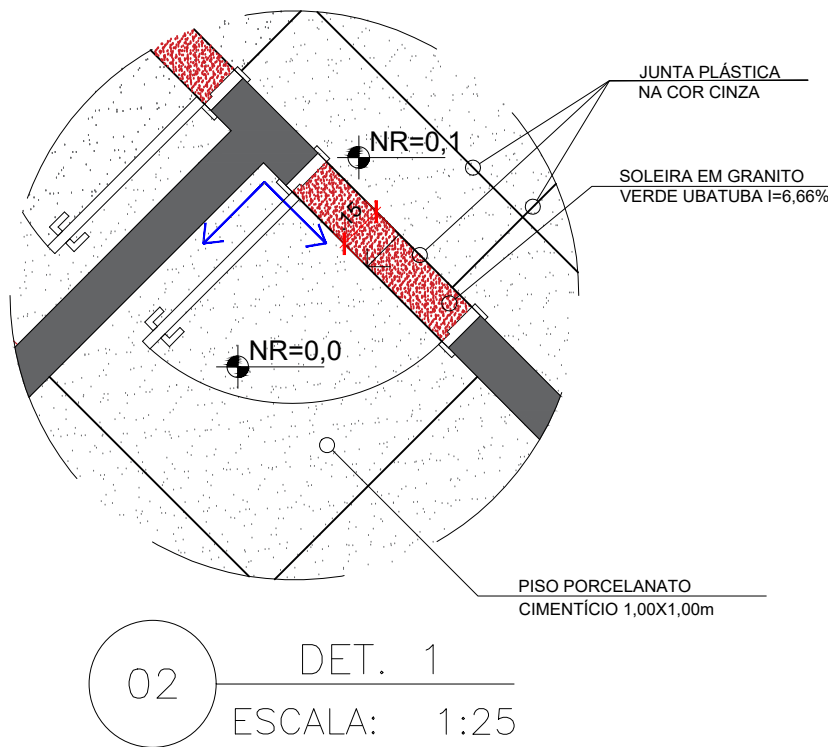 JUNTA PLÁSTICA
NA COR CINZA
NR=0,1
SOLEIRA EM GRANITO
VERDE UBATUBA I=6,66%
15
NR=0,0
PISO PORCELANATO
CIMENTÍCIO 1,00X1,00m
02
DET. 1
ESCALA: 1:25